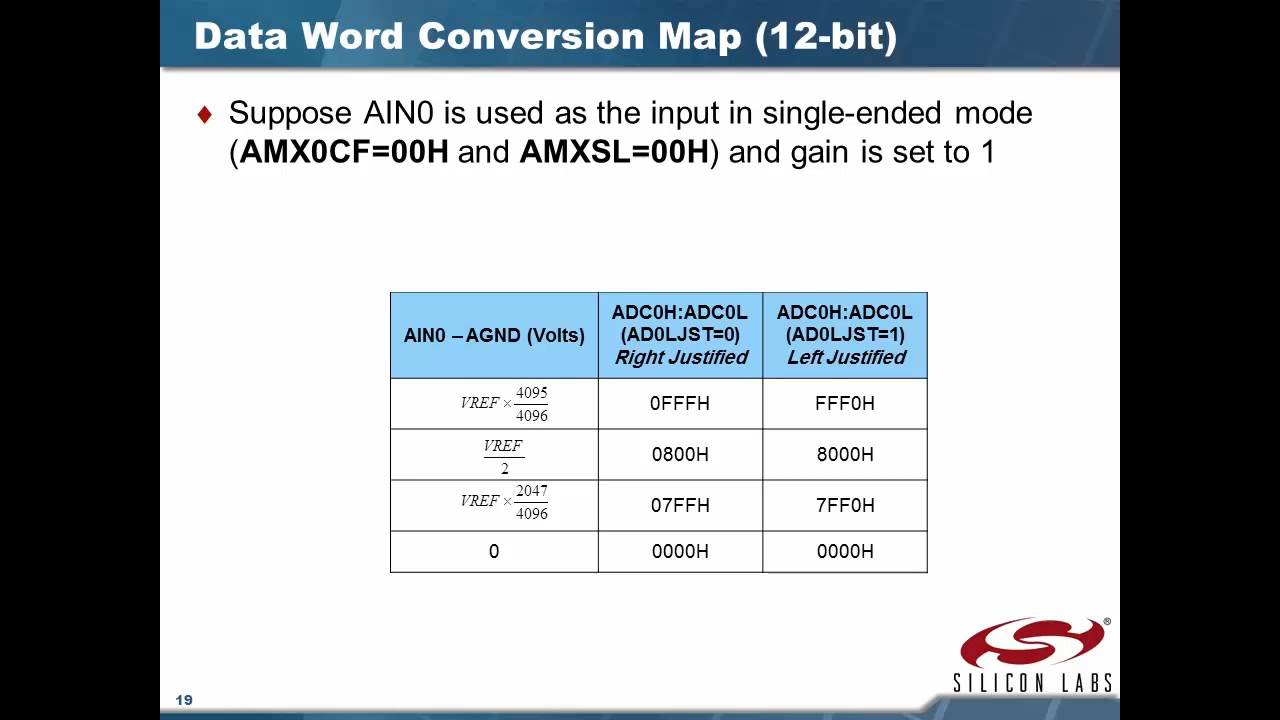 Data Word Conversion Map (12-bit)
♦ Suppose AIN0 is used as the input in single-ended mode
(AMX0CF=00H and AMXSL=00H) and gain is set to 1
AIN0 – AGND (Volts)
ADC0H:ADC0L
(AD0LJST=0)
Right Justified
ADC0H:ADC0L
(AD0LJST=1)
Left Justified
VREF × 4095/4096
0FFFH
FFF0H
VREF/2
0800H
8000H
VREF × 2047/4096
07FFH
7FF0H
0
0000H
0000H
®
SILICON LABS
19